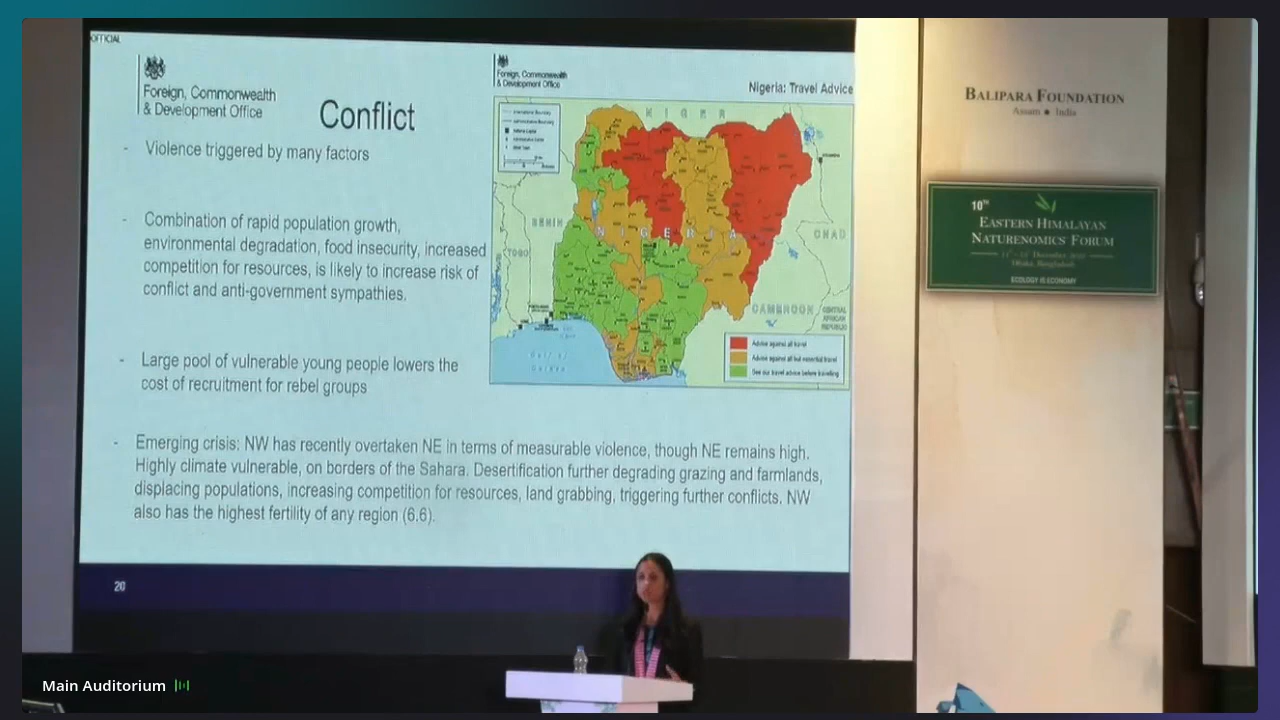 OFFICIAL
Foreign, Commonwealth
& Development Office
Conflict
- Violence triggered by many factors
- Combination of rapid population growth,
environmental degradation, food insecurity, increased
competition for resources, is likely to increase risk of
conflict and anti-government sympathies.
- Large pool of vulnerable young people lowers the
cost of recruitment for rebel groups
- Emerging crisis: NW has recently overtaken NE in terms of measurable violence, though NE remains high.
Highly climate vulnerable, on borders of the Sahara. Desertification further degrading grazing and farmlands,
displacing populations, increasing competition for resources, land grabbing, triggering further conflicts. NW
also has the highest fertility of any region (6.6).
20
Foreign, Commonwealth
& Development Office
Nigeria: Travel Advice
NIGER
BENIN
NIGERIA
CHAD
TOGO
CAMEROON
CENTRAL
AFRICAN
REPUBLIC
Advise against all travel
Advise against all but essential travel
See our travel advice before travelling
BALIPARA FOUNDATION
Assam ● India
10TH
EASTERN HIMALAYAN
NATURENOMICS FORUM
Dhaka, Bangladesh
ECOLOGY IS ECONOMY
Main Auditorium